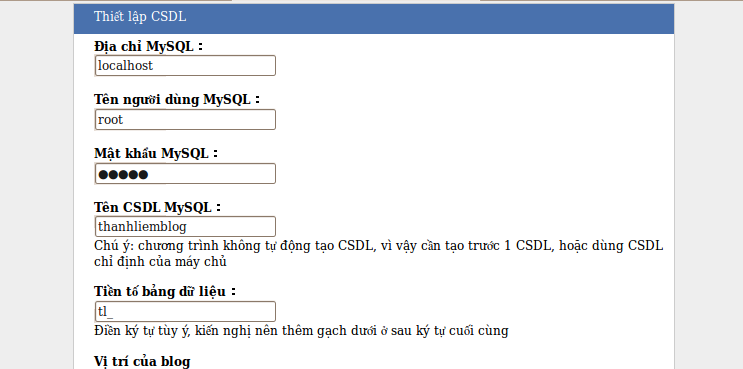 Thiết lập CSDL
Địa chỉ MySQL：
localhost
Tên người dùng MySQL：
root
Mật khẩu MySQL：
●●●●●
Tên CSDL MySQL：
thanhliemblog
Chú ý: chương trình không tự động tạo CSDL, vì vậy cần tạo trước 1 CSDL, hoặc dùng CSDL
chỉ định của máy chủ
Tiền tố bảng dữ liệu：
tl_
Điền ký tự tùy ý, kiến nghị nên thêm gạch dưới ở sau ký tự cuối cùng
Vị trí của blog